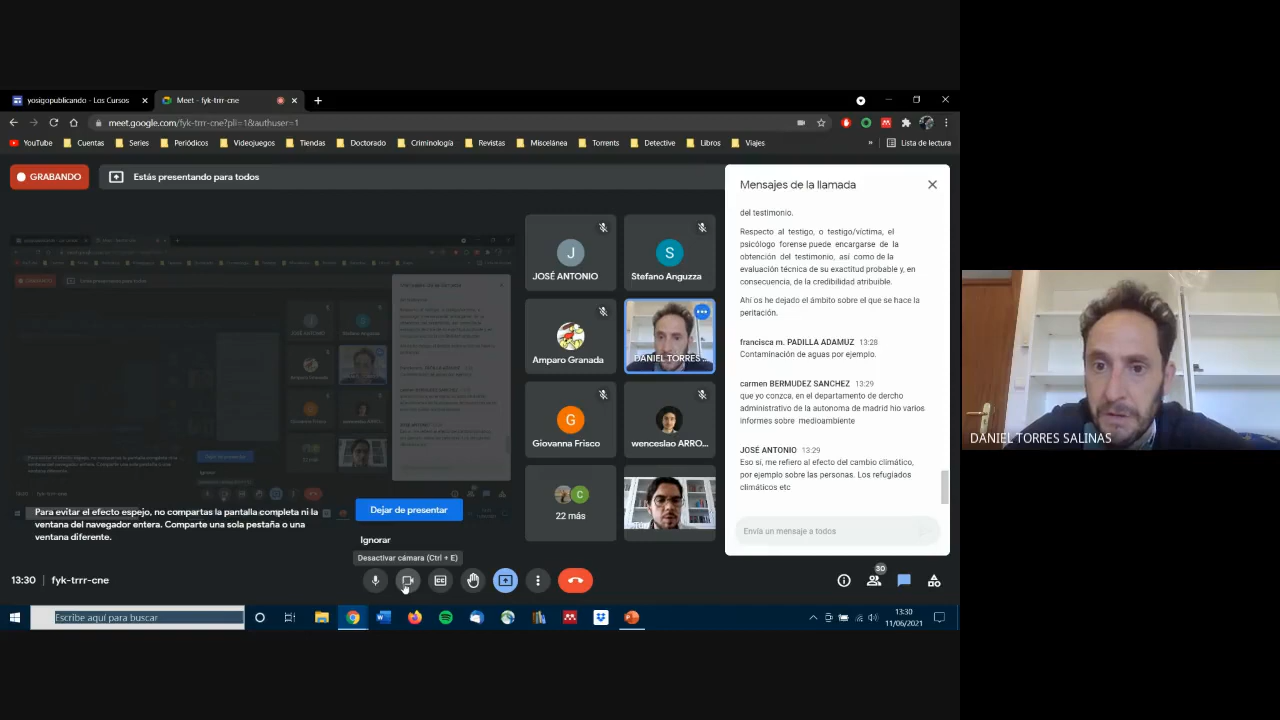 yosigopublicando - Los Cursos
Meet - fyk-trrr-cne
meet.google.com/fyk-trrr-cne?pli=1&authuser=1
YouTube
Cuentas
Series
Periódicos
Videojuegos
Tiendas
Doctorado
Criminología
Revistas
Miscelánea
Torrents
Detective
Libros
Viajes
»
Lista de lectura
GRABANDO
Estás presentando para todos
JOSÉ ANTONIO
Stefano Anguzza
Amparo Granada
DANIEL TORRES ...
Giovanna Frisco
wenceslao ARRO...
22 más
Mensajes de la llamada
del testimonio.
Respecto al testigo, o testigo/víctima, el
psicólogo forense puede encargarse de la
obtención del testimonio, así como de la
evaluación técnica de su exactitud probable y, en
consecuencia, de la credibilidad atribuible.
Ahí os he dejado el ámbito sobre el que se hace la
peritación.
francisca m. PADILLA ADAMUZ 13:28
Contaminación de aguas por ejemplo.
carmen BERMUDEZ SANCHEZ 13:29
que yo conzca, en el departamento de dercho
administrativo de la autonoma de madrid hio varios
informes sobre medioambiente
JOSÉ ANTONIO 13:29
Eso si, me refiero al efecto del cambio climático,
por ejemplo sobre las personas. Los refugiados
climáticos etc
Envía un mensaje a todos
Para evitar el efecto espejo, no compartas la pantalla completa ni la
ventana del navegador entera. Comparte una sola pestaña o una
ventana diferente.
Dejar de presentar
Ignorar
Desactivar cámara (Ctrl + E)
13:30 | fyk-trrr-cne
30
Escribe aquí para buscar
13:30
11/06/2021
DANIEL TORRES SALINAS